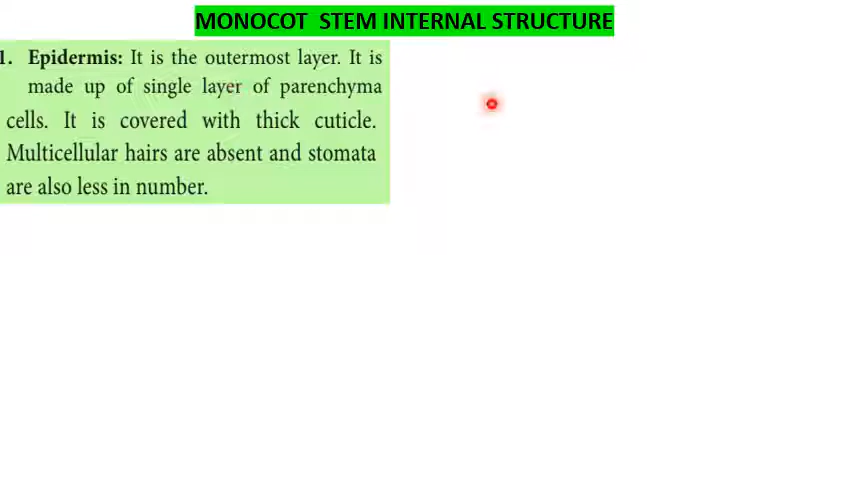 MONOCOT STEM INTERNAL STRUCTURE
1. Epidermis: It is the outermost layer. It is
made up of single layer of parenchyma
cells. It is covered with thick cuticle.
Multicellular hairs are absent and stomata
are also less in number.